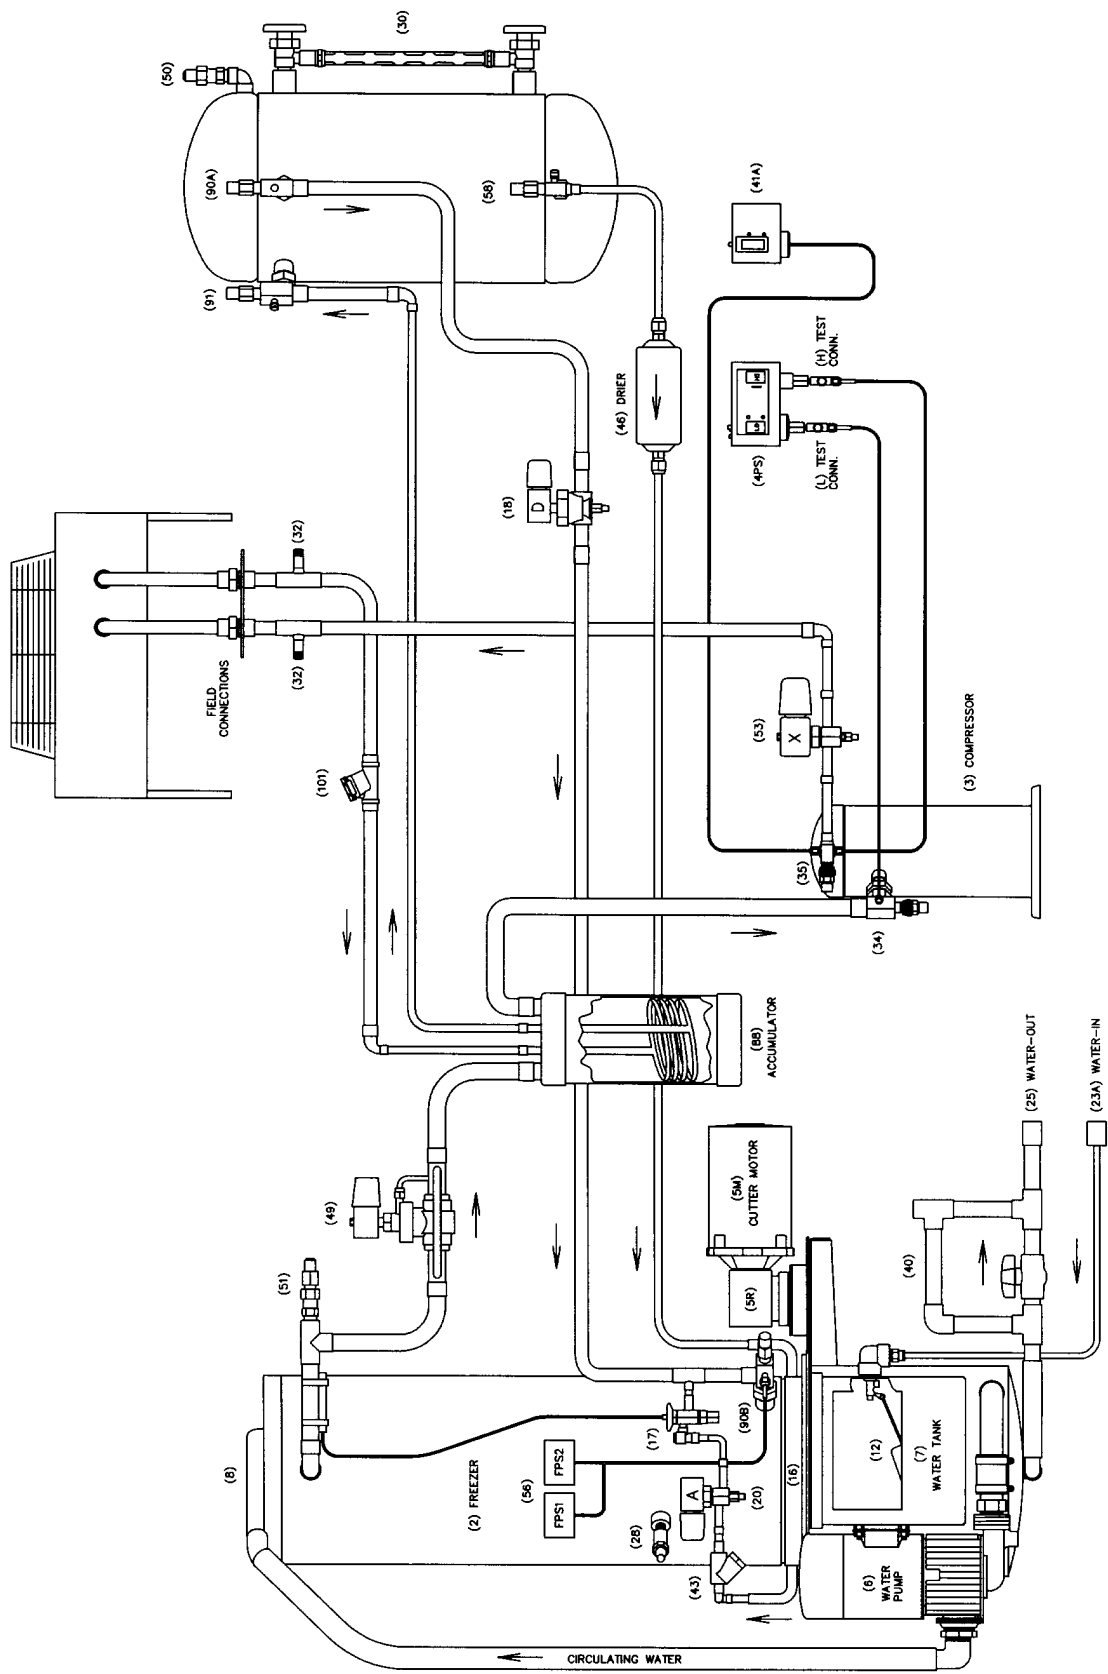 (30)
(50)
(90A)
(58)
(91)
(41A)
(46) DRIER
(H) TEST
CONN.
(L) TEST
CONN.
(4PS)
LO
HI
(18)
D
(32)
(32)
FIELD
CONNECTIONS
(53)
X
(101)
(3) COMPRESSOR
(35)
(34)
(88)
ACCUMULATOR
(49)
(51)
(5M)
CUTTER MOTOR
(5R)
(25) WATER-OUT
(23A) WATER-IN
(40)
(90B)
(17)
(8)
(2) FREEZER
(56)
FPS1
FPS2
(28)
A
(20)
(16)
(12)
(7)
WATER TANK
(43)
(6)
WATER
PUMP
CIRCULATING WATER